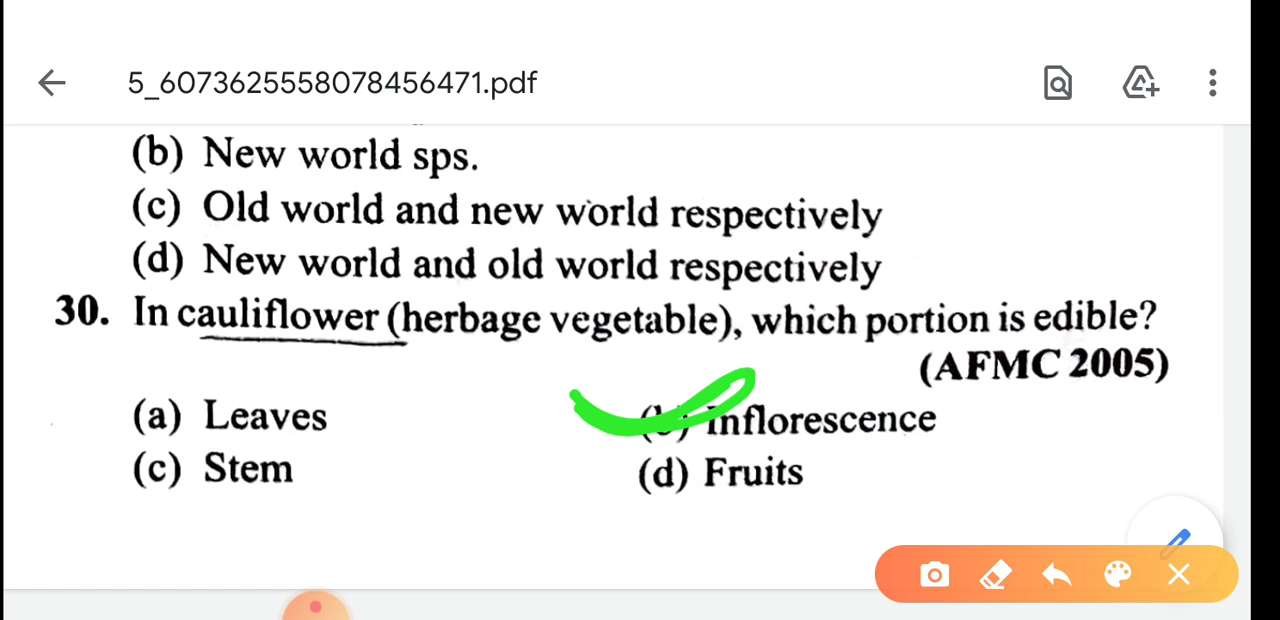 5_6073625558078456471.pdf
(b) New world sps.
(c) Old world and new world respectively
(d) New world and old world respectively
30. In cauliflower (herbage vegetable), which portion is edible?
(AFMC 2005)
(a) Leaves (b) Inflorescence
(c) Stem (d) Fruits